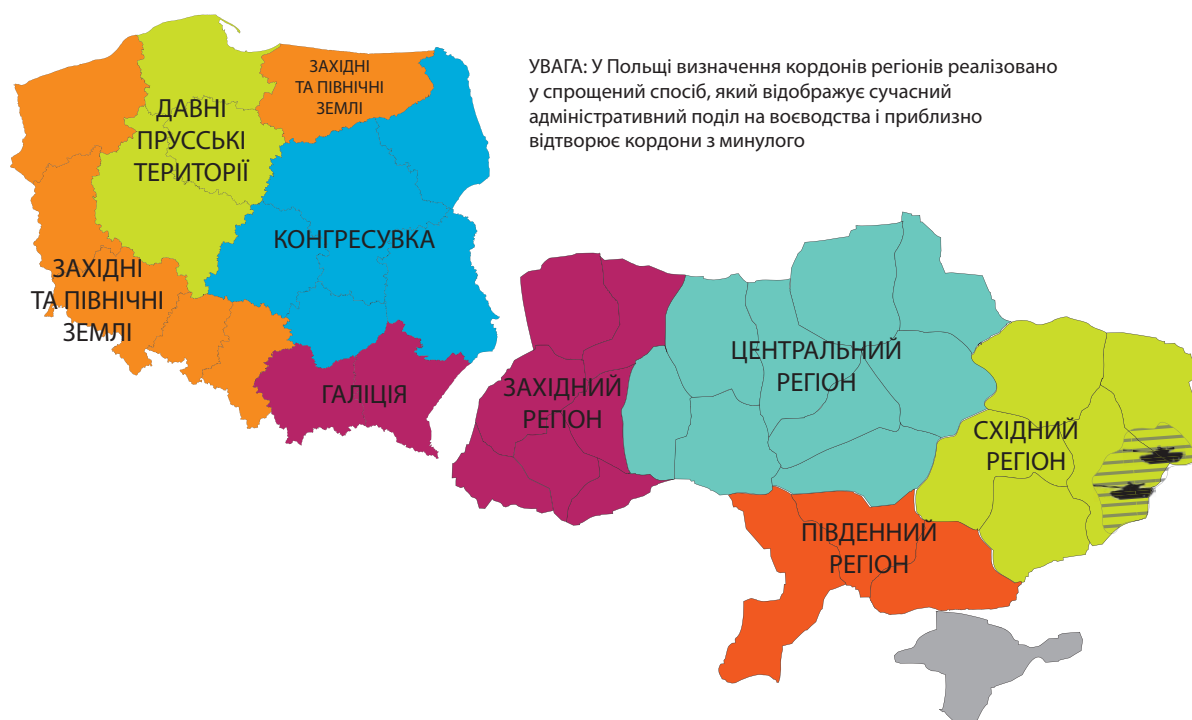 ЗАХІДНІ
ТА ПІВНІЧНІ
ЗЕМЛІ
УВАГА: У Польщі визначення кордонів регіонів реалізовано
у спрощений спосіб, який відображує сучасний
адміністративний поділ на воєводства і приблизно
відтворює кордони з минулого
ДАВНІ
ПРУССЬКІ
ТЕРИТОРІЇ
КОНГРЕСУВКА
ЗАХІДНІ
ТА ПІВНІЧНІ
ЗЕМЛІ
ГАЛІЦІЯ
ЗАХІДНИЙ
РЕГІОН
ЦЕНТРАЛЬНИЙ
РЕГІОН
СХІДНИЙ
РЕГІОН
ПІВДЕННИЙ
РЕГІОН